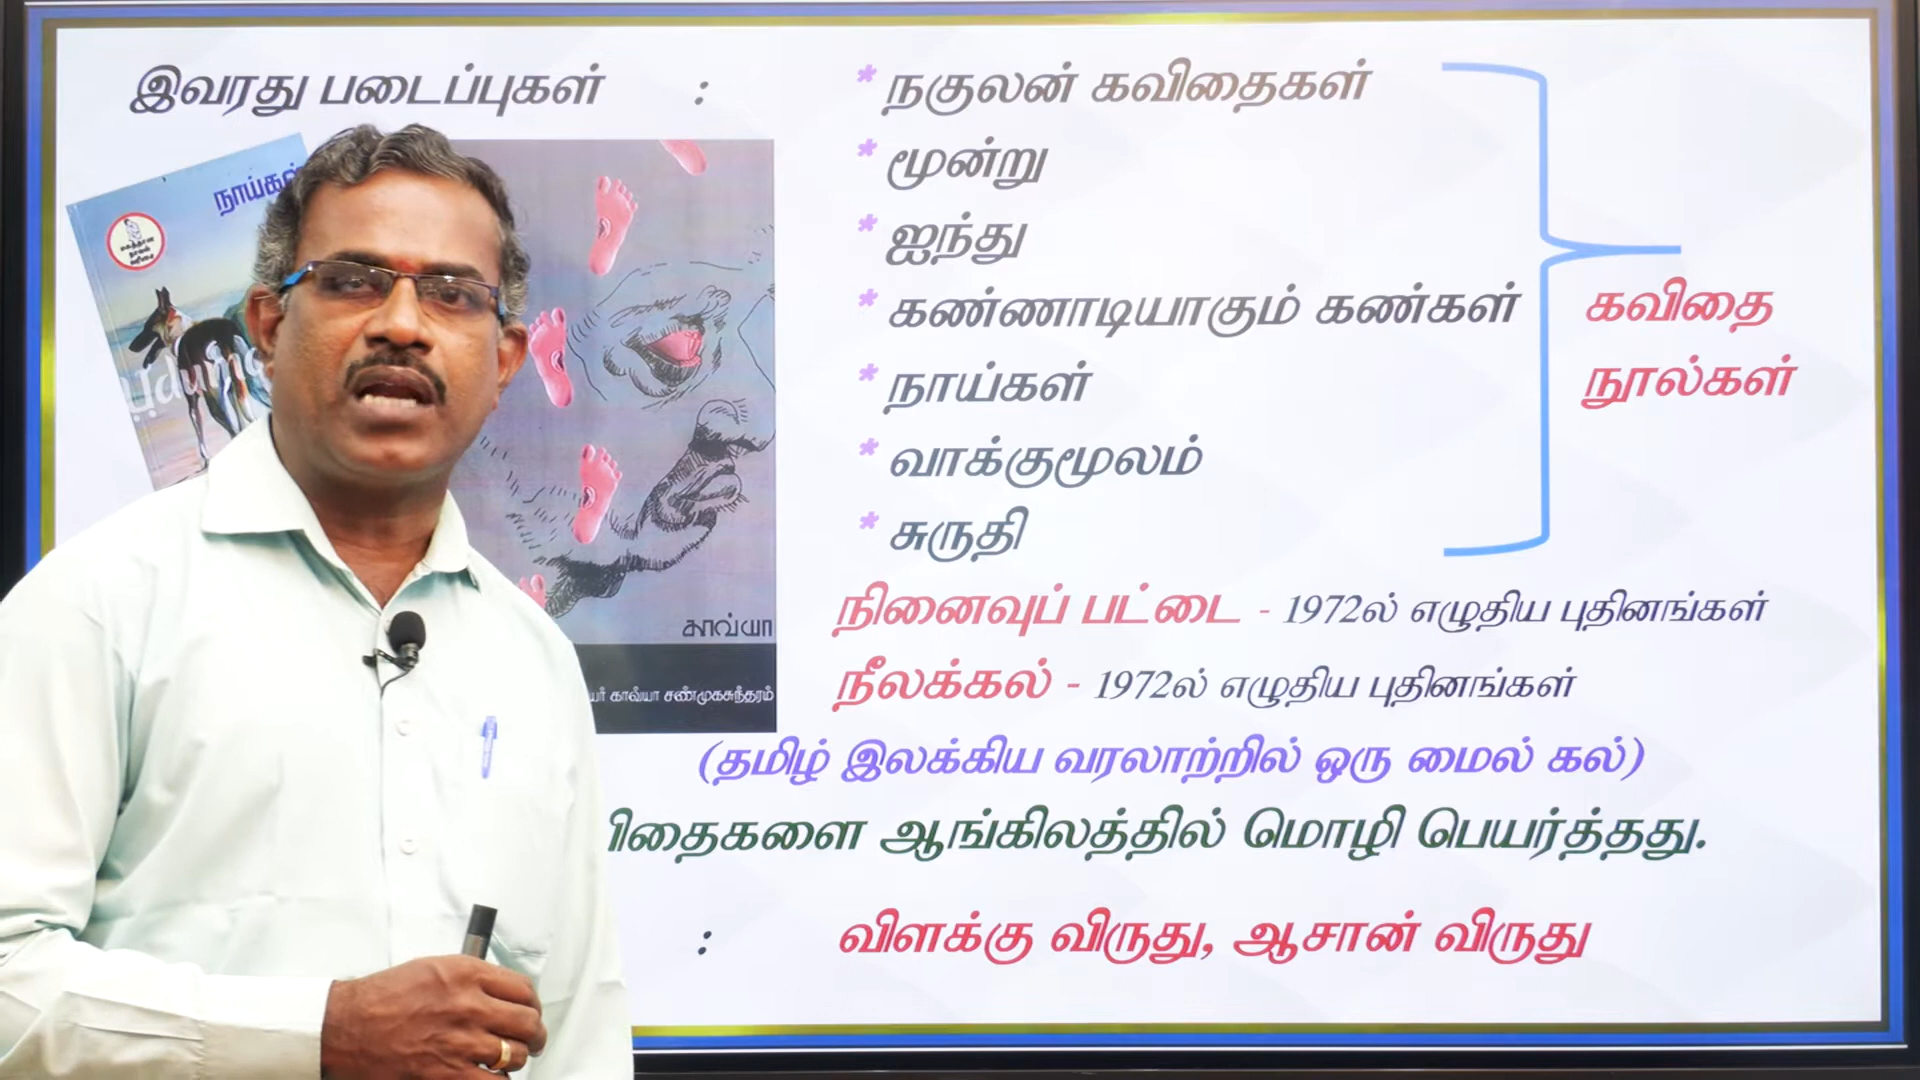 இவரது படைப்புகள் :
* நகுலன் கவிதைகள்
* மூன்று
* ஐந்து
* கண்ணாடியாகும் கண்கள்
* நாய்கள்
* வாக்குமூலம்
* சுருதி
கவிதை
நூல்கள்
நினைவுப் பட்டை - 1972ல் எழுதிய புதினங்கள்
நீலக்கல் - 1972ல் எழுதிய புதினங்கள்
(தமிழ் இலக்கிய வரலாற்றில் ஒரு மைல் கல்)
ிதைகளை ஆங்கிலத்தில் மொழி பெயர்த்தது.
: விளக்கு விருது, ஆசான் விருது
நாய்கள்
காவ்யா
காவ்யா சண்முகசுந்தரம்